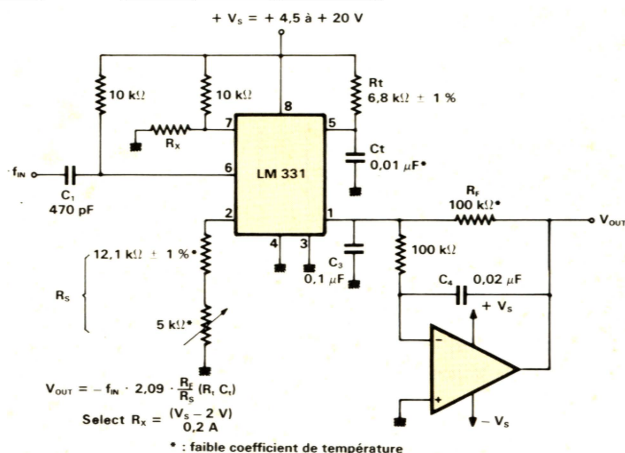 + Vs = + 4,5 à + 20 V
10 kΩ
10 kΩ
Rt
6,8 kΩ ± 1 %
8
7
5
Rx
Ct
0,01 µF*
fIN
C1
470 pF
6
LM 331
RF
100 kΩ*
VOUT
2
1
4
3
12,1 kΩ ± 1 %*
C3
0,1 µF
100 kΩ
C4
0,02 µF
RS
5 kΩ*
+ Vs
−
+
− Vs
VOUT = − fIN · 2,09 · RF/RS (Rt Ct)
Select Rx = (Vs − 2 V)/0,2 A
* : faible coefficient de température